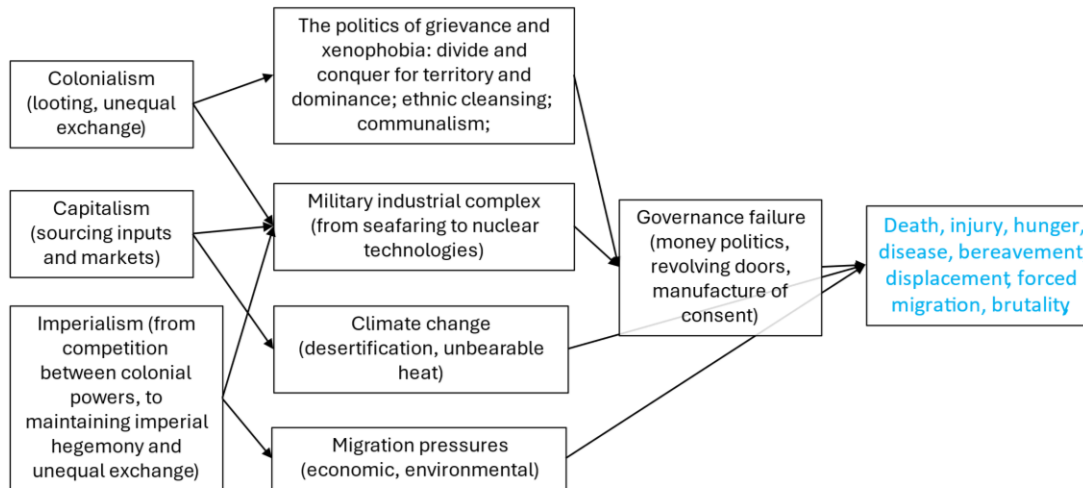 Colonialism
(looting, unequal
exchange)
Capitalism
(sourcing inputs
and markets)
Imperialism (from
competition
between colonial
powers, to
maintaining imperial
hegemony and
unequal exchange)
The politics of grievance and
xenophobia: divide and
conquer for territory and
dominance; ethnic cleansing;
communalism;
Military industrial complex
(from seafaring to nuclear
technologies)
Climate change
(desertification, unbearable
heat)
Migration pressures
(economic, environmental)
Governance failure
(money politics,
revolving doors,
manufacture of
consent)
Death, injury, hunger,
disease, bereavement,
displacement, forced
migration, brutality,